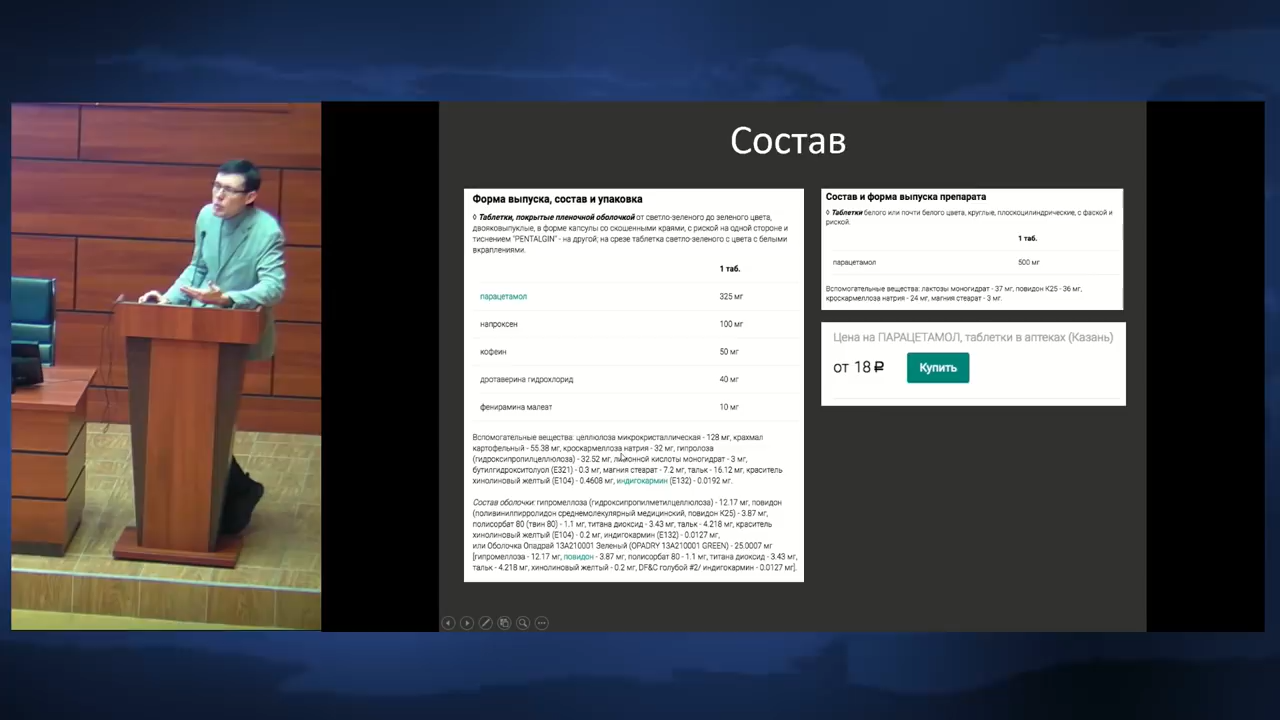 Состав
Форма выпуска, состав и упаковка
◊ Таблетки, покрытые пленочной оболочкой от светло-зеленого до зеленого цвета,
двояковыпуклые, в форме капсулы со скошенными краями, с риской на одной стороне и
тиснением "PENTALGIN" - на другой; на срезе таблетка светло-зеленого с цвета с белыми
вкраплениями.
1 таб.
парацетамол 325 мг
напроксен 100 мг
кофеин 50 мг
дротаверина гидрохлорид 40 мг
фенирамина малеат 10 мг
Вспомогательные вещества: целлюлоза микрокристаллическая - 128 мг, крахмал
картофельный - 55.38 мг, кроскармеллоза натрия - 32 мг, гипролоза
(гидроксипропилцеллюлоза) - 32.52 мг, лимонной кислоты моногидрат - 3 мг,
бутилгидрокситолуол (Е321) - 0.3 мг, магния стеарат - 7.2 мг, тальк - 16.12 мг, краситель
хинолиновый желтый (Е104) - 0.4608 мг, индигокармин (Е132) - 0.0192 мг.
Состав оболочки: гипромеллоза (гидроксипропилметилцеллюлоза) - 12.17 мг, повидон
(поливинилпирролидон среднемолекулярный медицинский, повидон К25) - 3.87 мг,
полисорбат 80 (твин 80) - 1.1 мг, титана диоксид - 3.43 мг, тальк - 4.218 мг, краситель
хинолиновый желтый (Е104) - 0.2 мг, индигокармин (Е132) - 0.0127 мг,
или Оболочка Опадрай 13А210001 Зеленый (OPADRY 13A210001 GREEN) - 25.0007 мг
[гипромеллоза - 12.17 мг, повидон - 3.87 мг, полисорбат 80 - 1.1 мг, титана диоксид - 3.43 мг,
тальк - 4.218 мг, хинолиновый желтый - 0.2 мг, DF&C голубой #2/ индигокармин - 0.0127 мг].
Состав и форма выпуска препарата
◊ Таблетки белого или почти белого цвета, круглые, плоскоцилиндрические, с фаской и
риской.
1 таб.
парацетамол 500 мг
Вспомогательные вещества: лактозы моногидрат - 37 мг, повидон К25 - 36 мг,
кроскармеллоза натрия - 24 мг, магния стеарат - 3 мг.
Цена на ПАРАЦЕТАМОЛ, таблетки в аптеках (Казань)
от 18 ₽ Купить